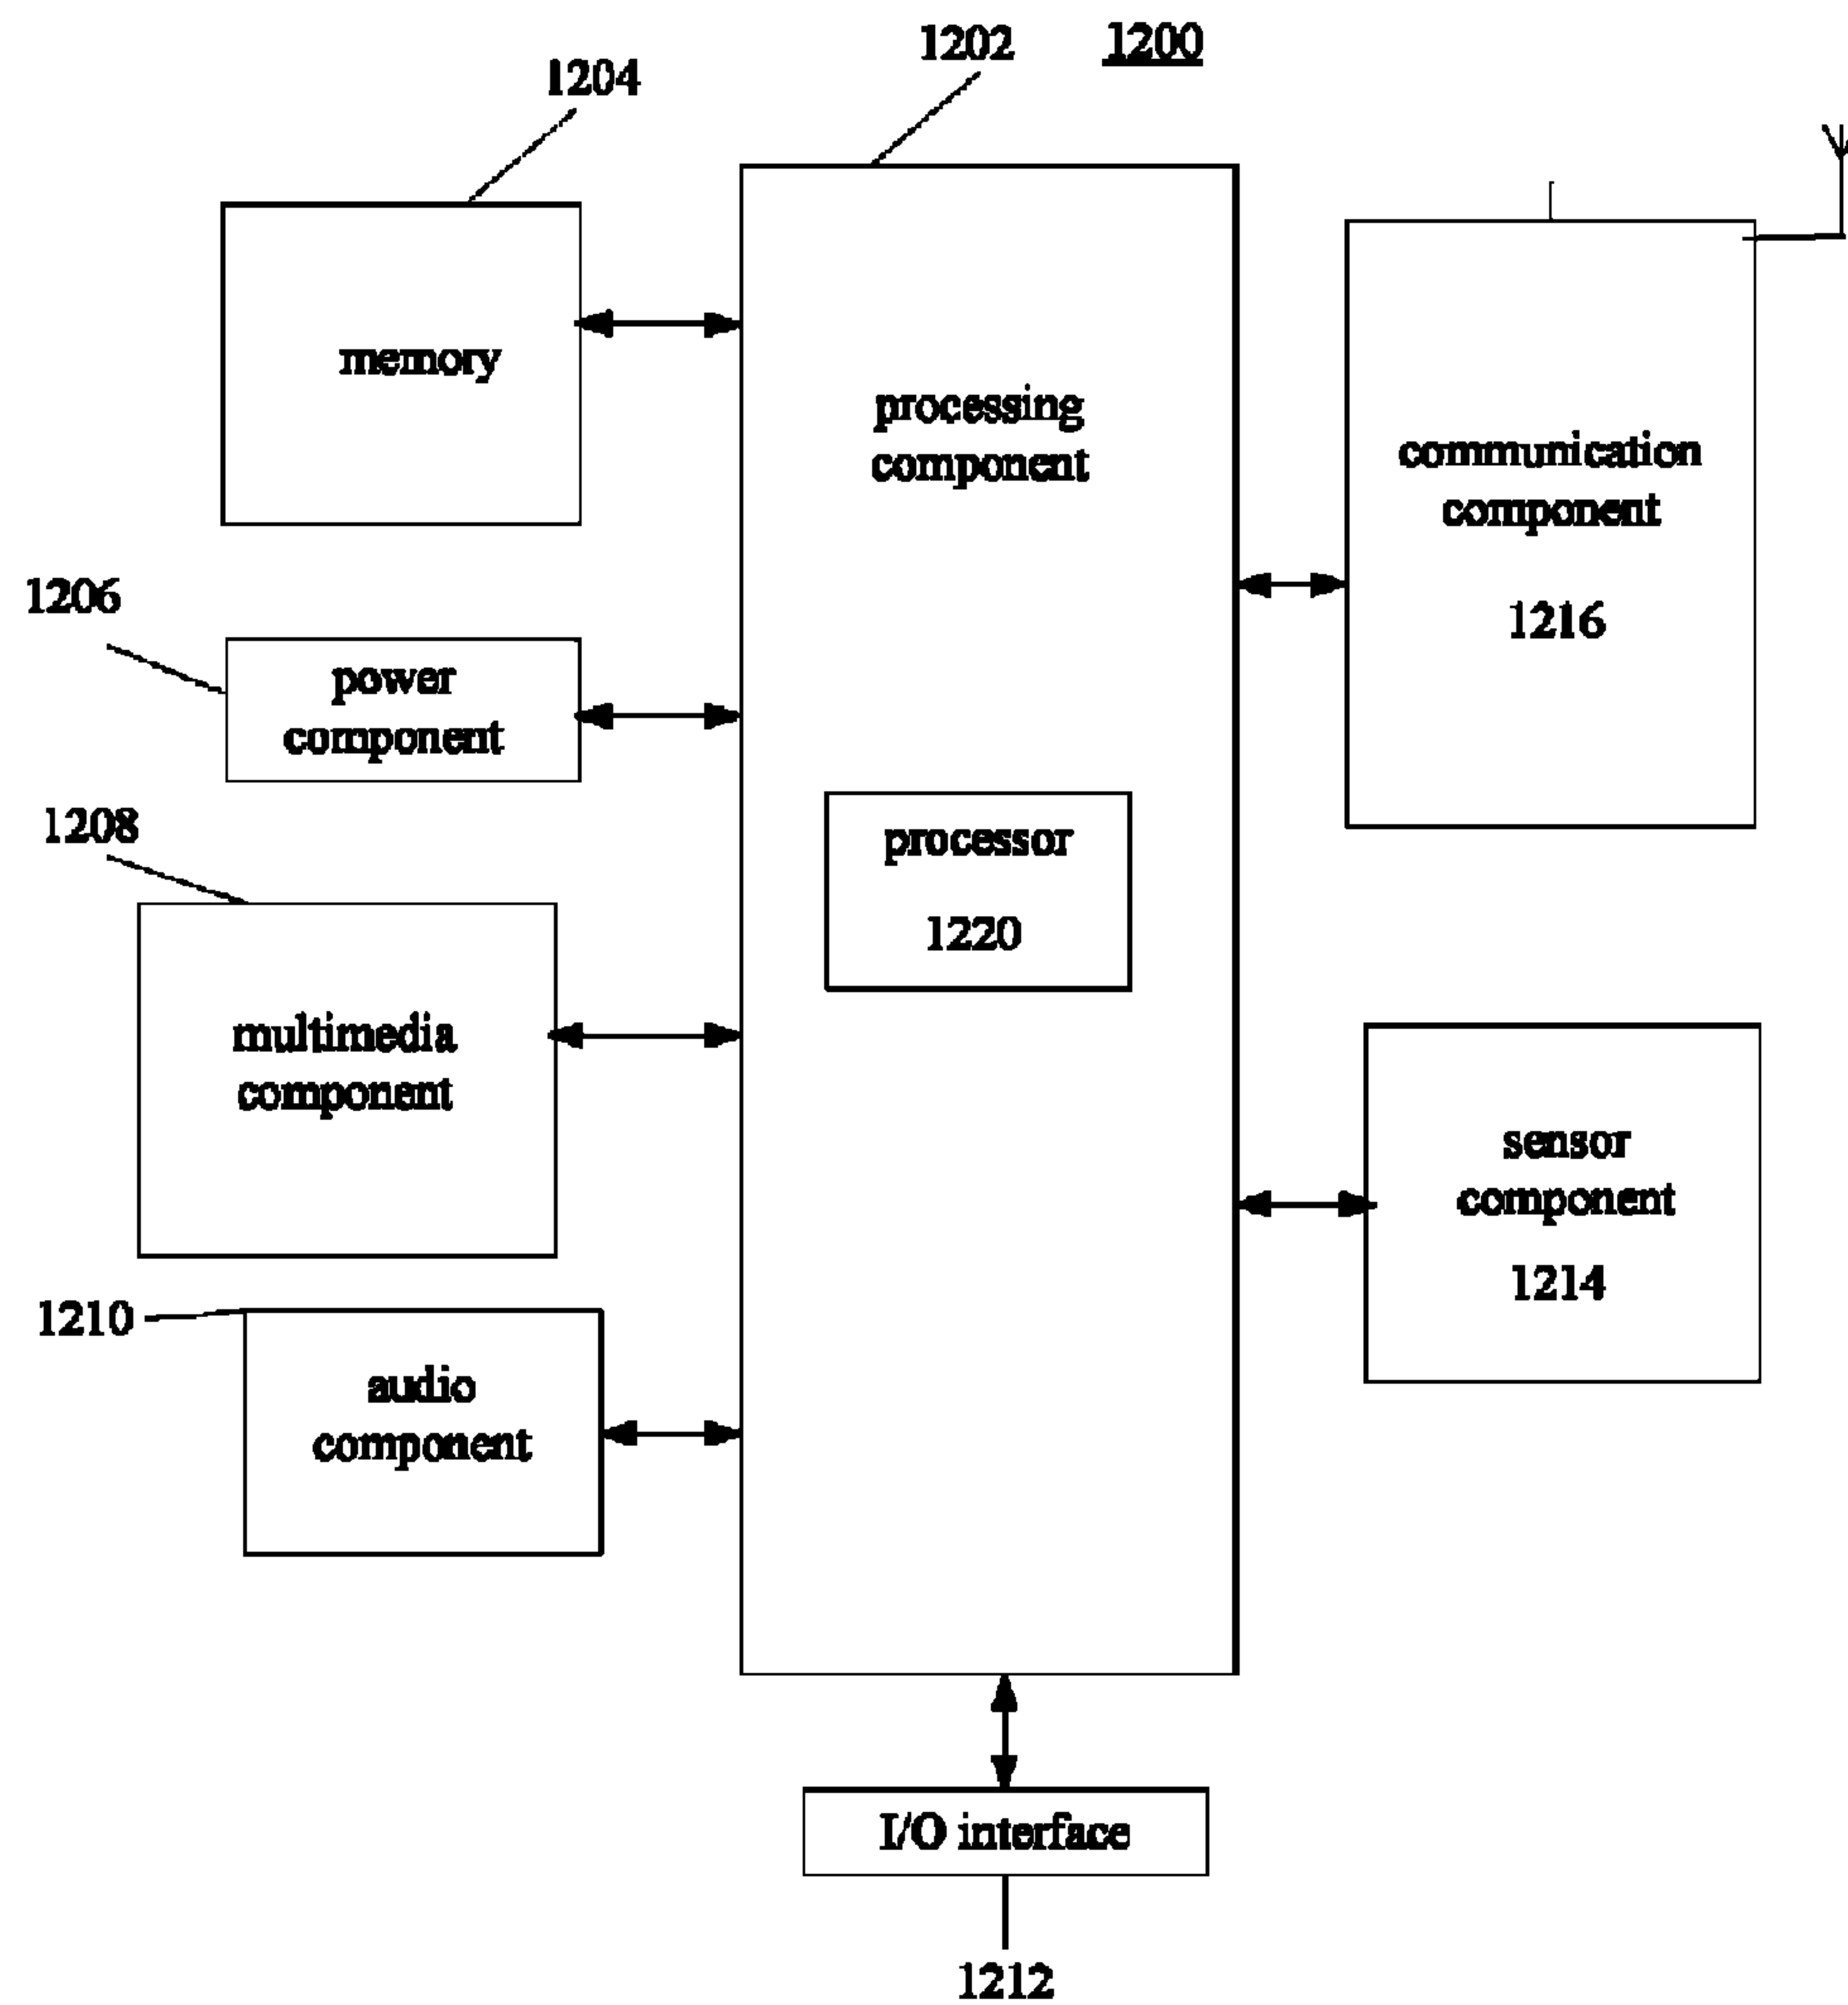 1202
1200
1204
memory
processing
component
communication
component
1216
1206
power
component
1208
processor
1220
multimedia
component
sensor
component
1214
1210
audio
component
I/O interface
1212